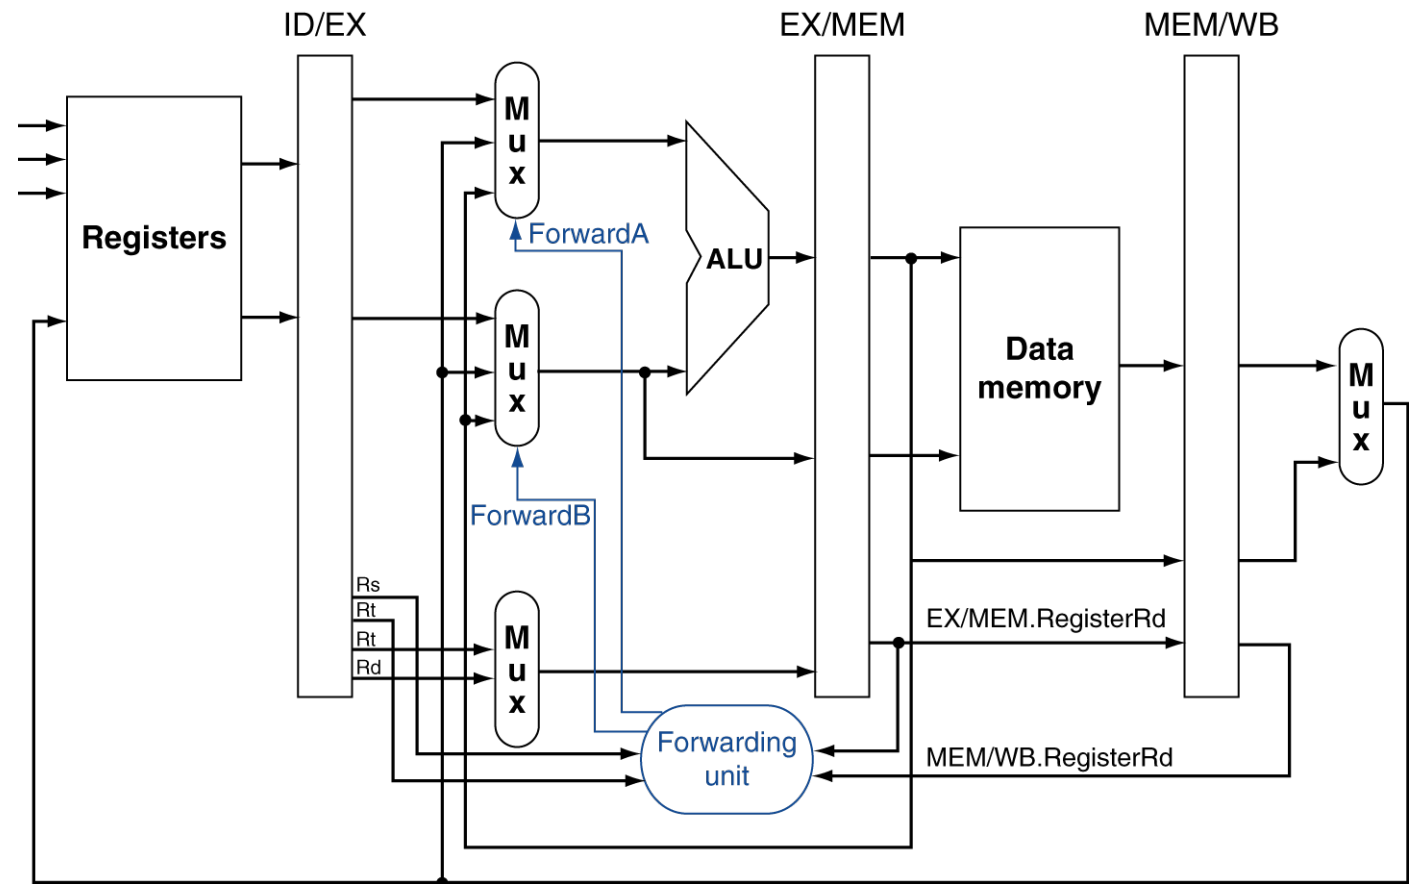 ID/EX
EX/MEM
MEM/WB
M
u
x
Registers
ForwardA
ALU
M
u
x
Data
memory
M
u
x
ForwardB
Rs
Rt
Rt
Rd
M
u
x
EX/MEM.RegisterRd
Forwarding
unit
MEM/WB.RegisterRd